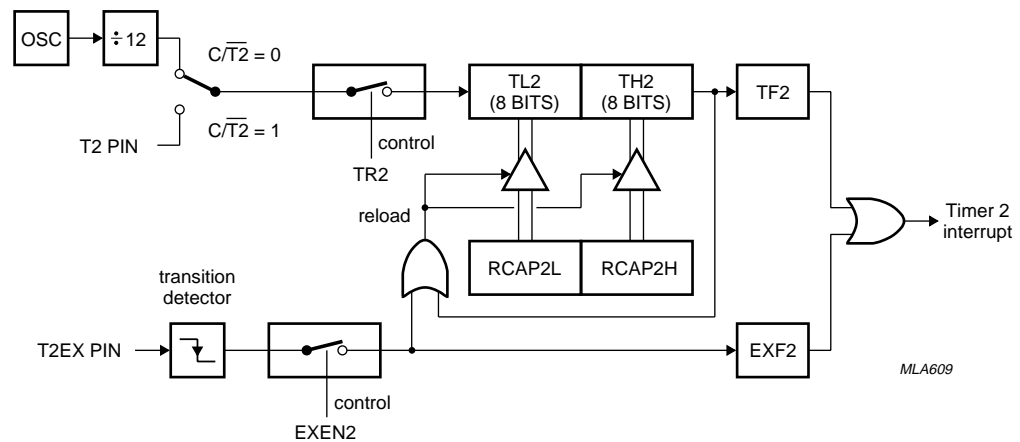 OSC
÷12
C/T2 = 0
C/T2 = 1
T2 PIN
control
TR2
TL2
(8 BITS)
TH2
(8 BITS)
TF2
reload
RCAP2L
RCAP2H
Timer 2
interrupt
transition
detector
T2EX PIN
control
EXEN2
EXF2
MLA609